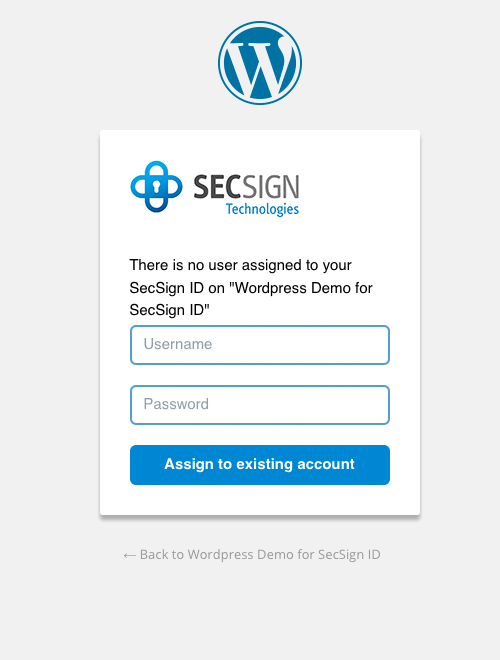 W
SECSIGN
Technologies
There is no user assigned to your
SecSign ID on "Wordpress Demo for
SecSign ID"
Username
Password
Assign to existing account
← Back to Wordpress Demo for SecSign ID